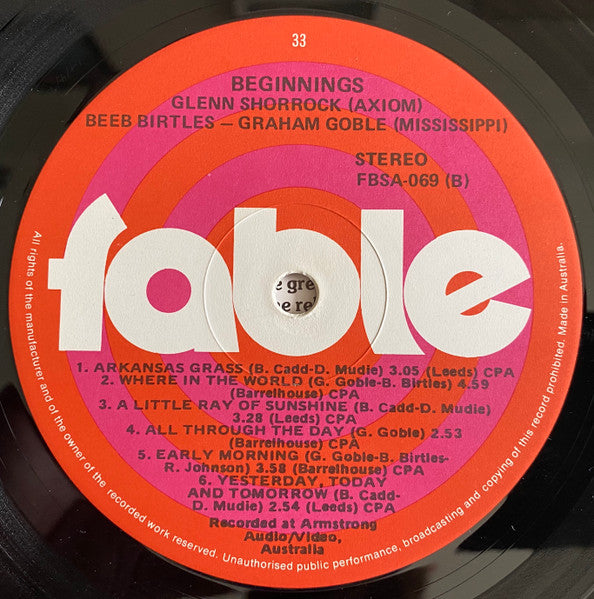 33
BEGINNINGS
GLENN SHORROCK (AXIOM)
BEEB BIRTLES – GRAHAM GOBLE (MISSISSIPPI)
STEREO
FBSA-069 (B)
fable
e gre
e rel
1. ARKANSAS GRASS (B. Cadd-D. Mudie) 3.05 (Leeds) CPA
2. WHERE IN THE WORLD (G. Goble-B. Birtles) 4.59
(Barrelhouse) CPA
3. A LITTLE RAY OF SUNSHINE (B. Cadd-D. Mudie)
3.28 (Leeds) CPA
4. ALL THROUGH THE DAY (G. Goble) 2.53
(Barrelhouse) CPA
5. EARLY MORNING (G. Goble-B. Birtles-
R. Johnson) 3.58 (Barrelhouse) CPA
6. YESTERDAY, TODAY
AND TOMORROW (B. Cadd-
D. Mudie) 2.54 (Leeds) CPA
Recorded at Armstrong
Audio/Video,
Australia
All rights of the manufacturer and of the owner of the recorded work reserved. Unauthorised public performance, broadcasting and copying of this record prohibited. Made in Australia.